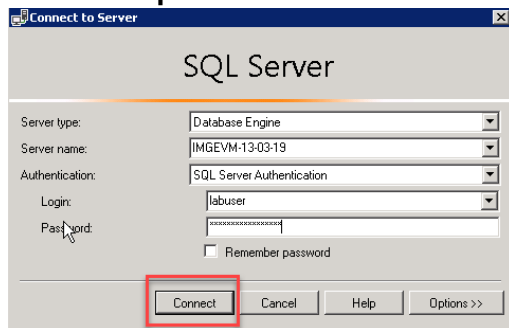 Connect to Server
SQL Server
Server type: Database Engine
Server name: IMGEVM-13-03-19
Authentication: SQL Server Authentication
Login: labuser
Password: xxxxxxxxxxxxxxxx
Remember password
Connect Cancel Help Options >>